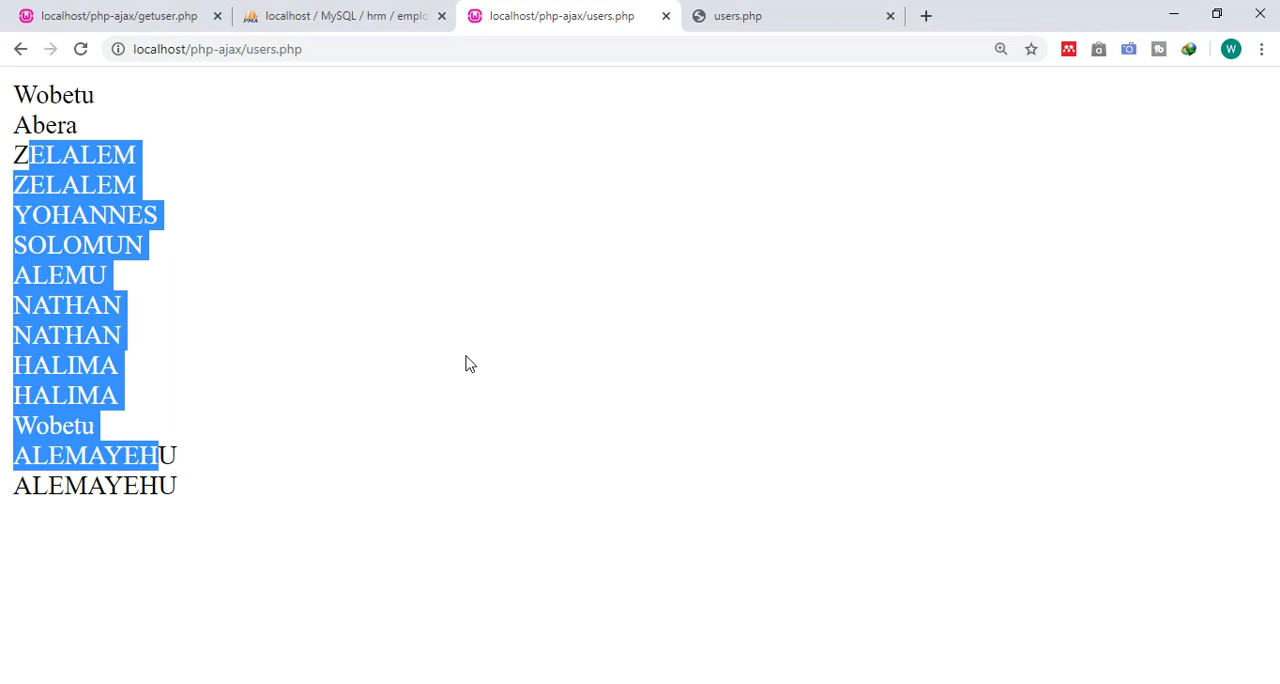 localhost/php-ajax/getuser.php
localhost / MySQL / hrm / emplo
localhost/php-ajax/users.php
users.php
localhost/php-ajax/users.php
W
Wobetu
Abera
ZELALEM
ZELALEM
YOHANNES
SOLOMUN
ALEMU
NATHAN
NATHAN
HALIMA
HALIMA
Wobetu
ALEMAYEHU
ALEMAYEHU